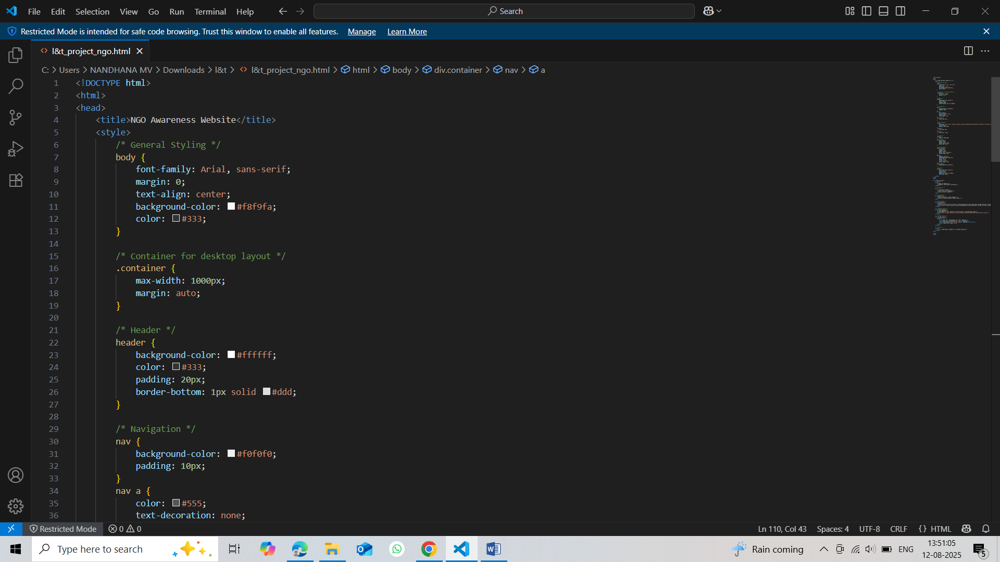 File Edit Selection View Go Run Terminal Help Search
Restricted Mode is intended for safe code browsing. Trust this window to enable all features. Manage Learn More
l&t_project_ngo.html
C: > Users > NANDHANA MV > Downloads > l&t > l&t_project_ngo.html > html > body > div.container > nav > a
1 <!DOCTYPE html>
2 <html>
3 <head>
4 <title>NGO Awareness Website</title>
5 <style>
6 /* General Styling */
7 body {
8 font-family: Arial, sans-serif;
9 margin: 0;
10 text-align: center;
11 background-color: #f8f9fa;
12 color: #333;
13 }
14
15 /* Container for desktop layout */
16 .container {
17 max-width: 1000px;
18 margin: auto;
19 }
20
21 /* Header */
22 header {
23 background-color: #ffffff;
24 color: #333;
25 padding: 20px;
26 border-bottom: 1px solid #ddd;
27 }
28
29 /* Navigation */
30 nav {
31 background-color: #f0f0f0;
32 padding: 10px;
33 }
34 nav a {
35 color: #555;
36 text-decoration: none;
Restricted Mode 0 0 Ln 110, Col 43 Spaces: 4 UTF-8 CRLF {} HTML
Type here to search Rain coming ENG 13:51:05
12-08-2025 5